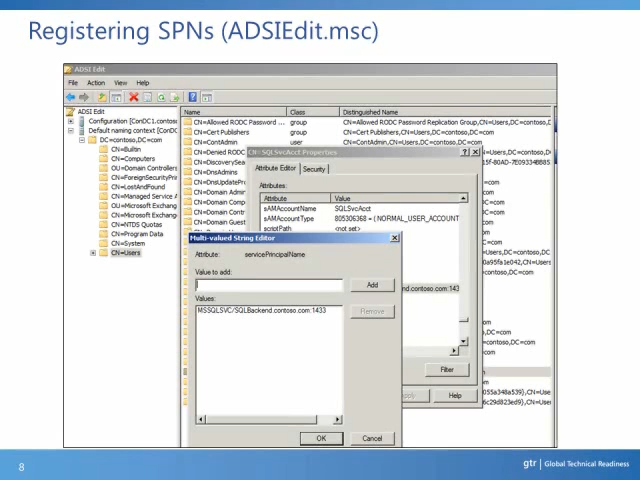 Registering SPNs (ADSIEdit.msc)
ADSI Edit
File Action View Help
ADSI Edit
Configuration [ConDC1.contoso
Default naming context [ConDC
DC=contoso,DC=com
CN=Builtin
CN=Computers
OU=Domain Controllers
CN=ForeignSecurityPrin
CN=LostAndFound
CN=Managed Service A
OU=Microsoft Exchang
CN=Microsoft Exchang
CN=NTDS Quotas
CN=Program Data
CN=System
CN=Users
Name Class Distinguished Name
CN=Allowed RODC Password ... group CN=Allowed RODC Password Replication Group,CN=Users,DC=contoso,D
CN=Cert Publishers group CN=Cert Publishers,CN=Users,DC=contoso,DC=com
CN=ContAdmin user CN=ContAdmin,CN=Users,DC=contoso,DC=com
CN=Denied RODC
CN=DiscoverySea
CN=DnsAdmins
CN=DnsUpdatePr
CN=Domain Admin
CN=Domain Comp
CN=Domain Contr
CN=Domain Guest
CN=SQLSvcAcct Properties
Attribute Editor Security
Attributes:
Attribute Value
sAMAccountName SQLSvcAcct
sAMAccountType 805306368 = ( NORMAL_USER_ACCOUNT
scriptPath <not set>
nd.contoso.com:143
Filter
Help
Multi-valued String Editor
Attribute: servicePrincipalName
Value to add:
Add
Values:
MSSQLSVC/SQLBackend.contoso.com:1433
Remove
OK Cancel
8
gtr | Global Technical Readiness